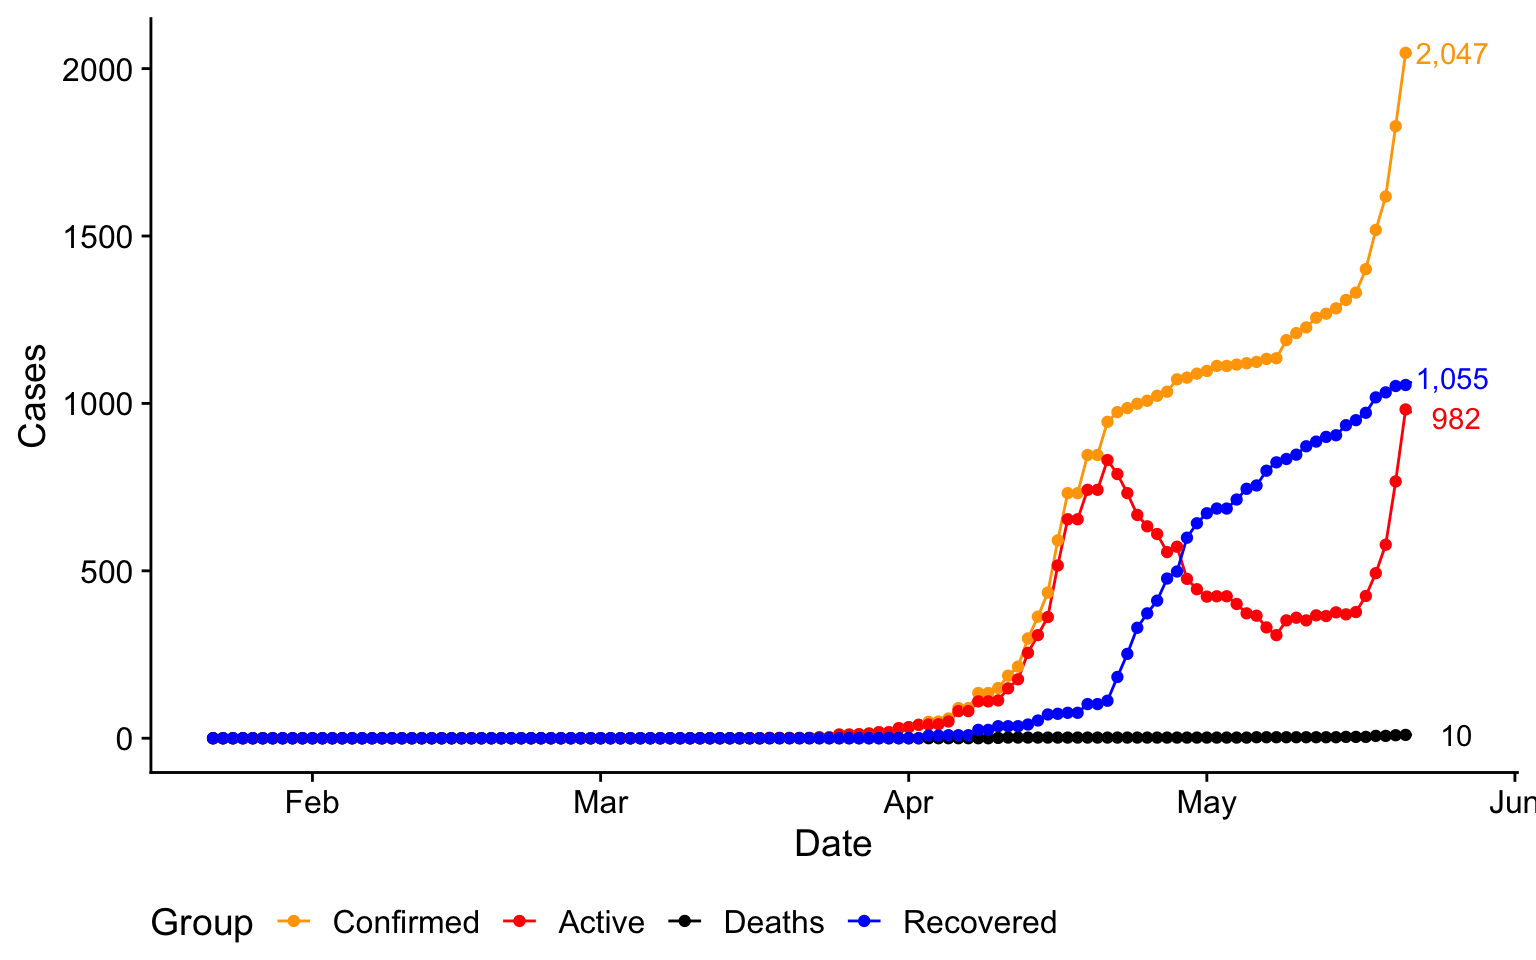 2,047
2000
1500
1,055
1000
982
500
10
0
Cases
Feb Mar Apr May Jun
Date
Group Confirmed Active Deaths Recovered